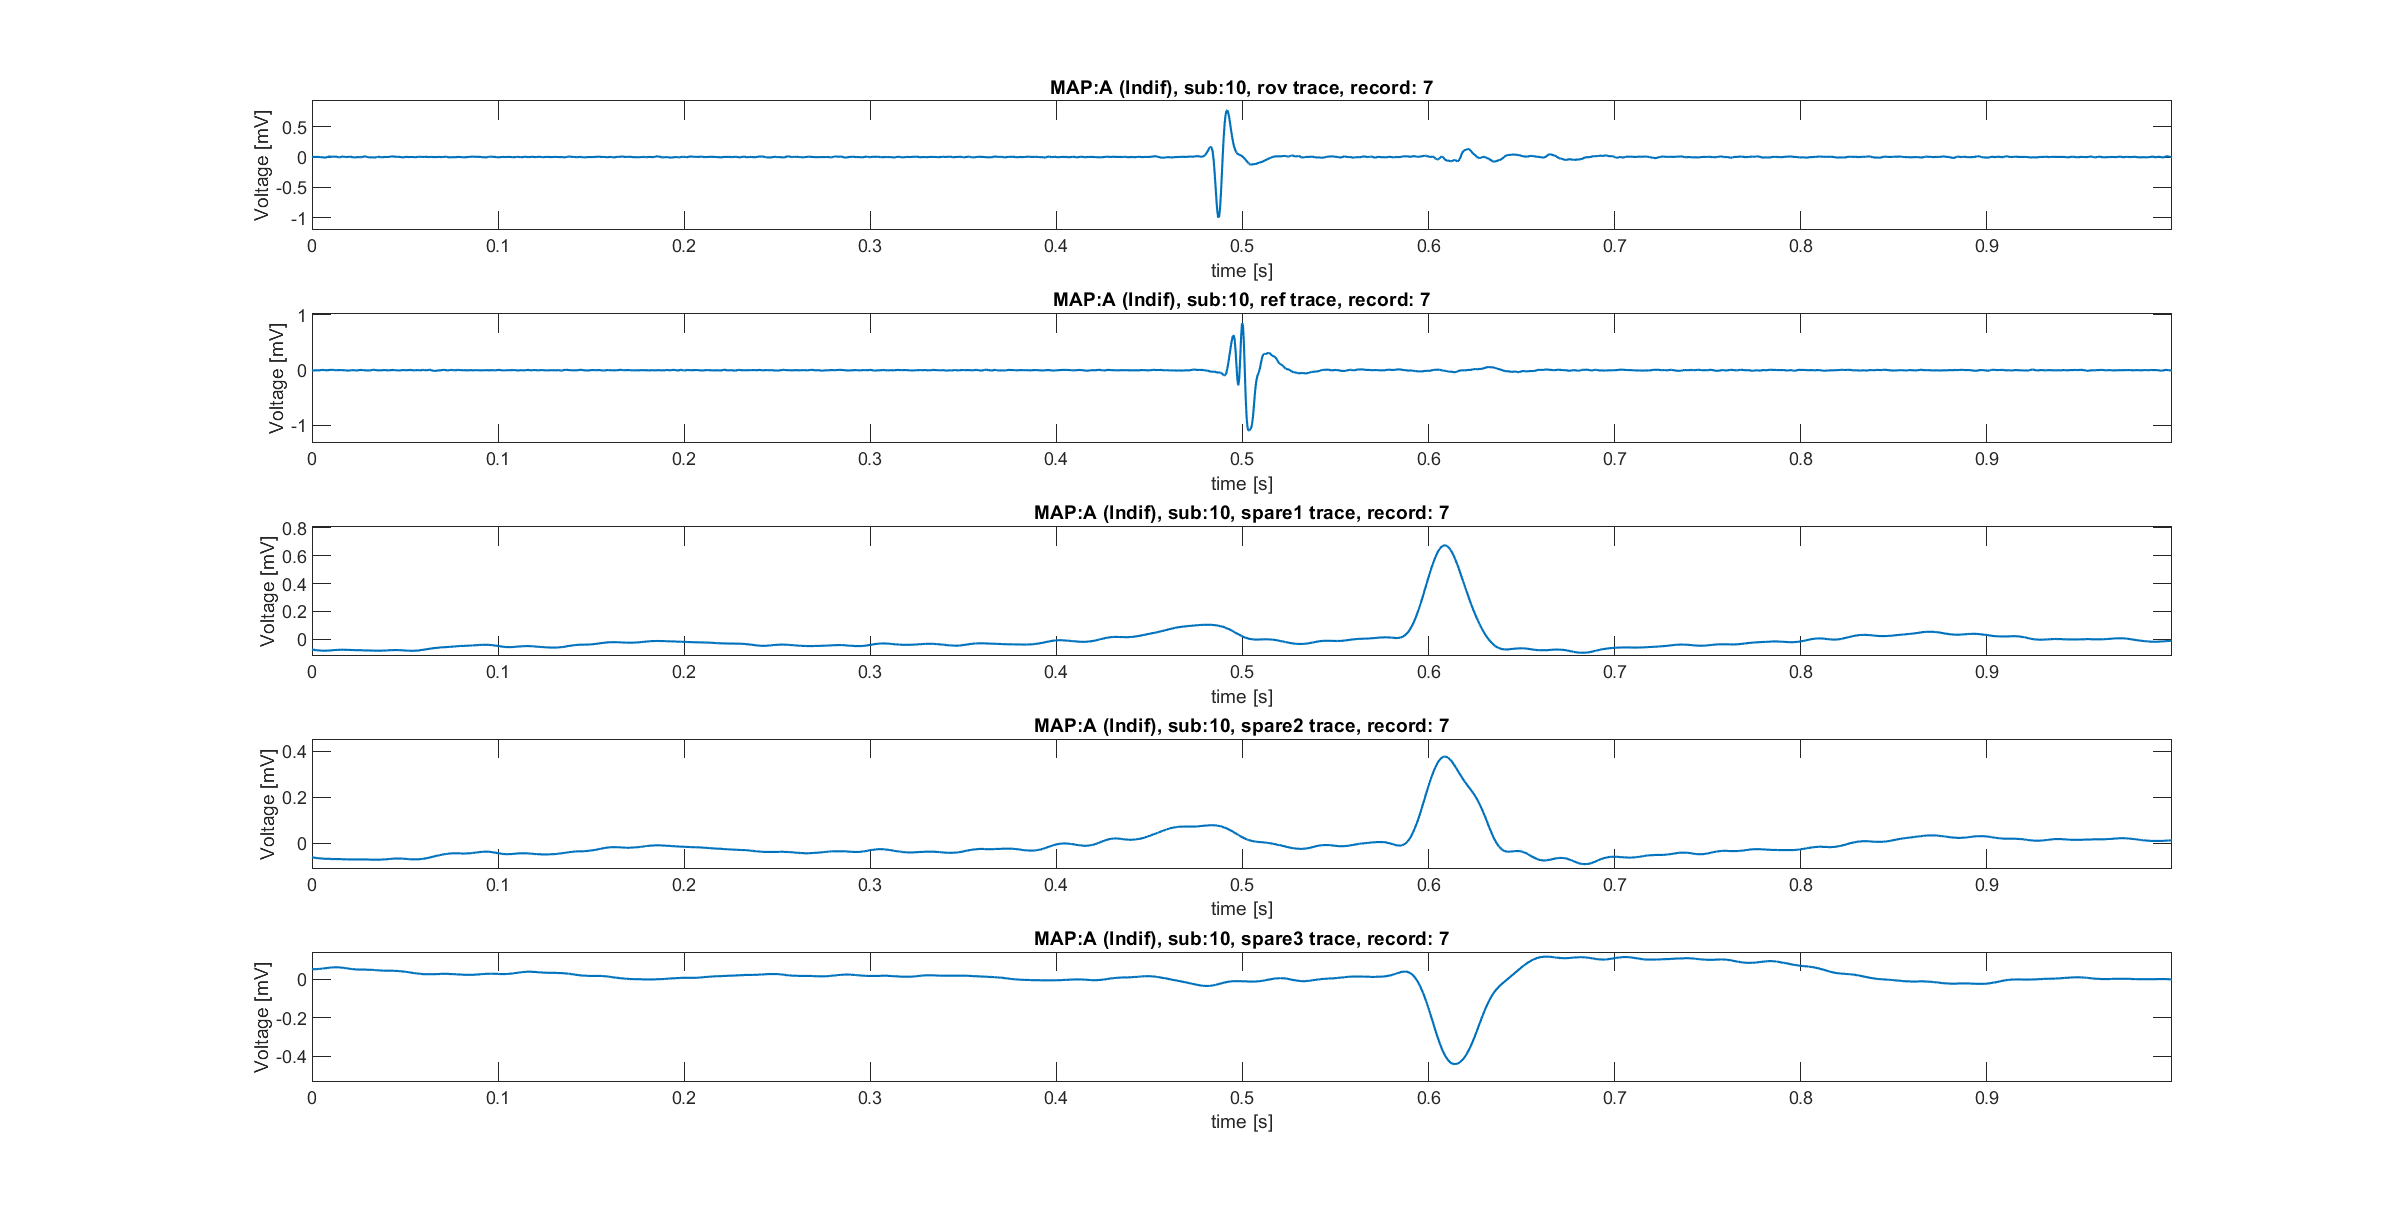 MAP:A (Indif), sub:10, rov trace, record: 7
Voltage [mV]
0.5
0
-0.5
-1
0 0.1 0.2 0.3 0.4 0.5 0.6 0.7 0.8 0.9
time [s]
MAP:A (Indif), sub:10, ref trace, record: 7
Voltage [mV]
1
0
-1
0 0.1 0.2 0.3 0.4 0.5 0.6 0.7 0.8 0.9
time [s]
MAP:A (Indif), sub:10, spare1 trace, record: 7
Voltage [mV]
0.8
0.6
0.4
0.2
0
0 0.1 0.2 0.3 0.4 0.5 0.6 0.7 0.8 0.9
time [s]
MAP:A (Indif), sub:10, spare2 trace, record: 7
Voltage [mV]
0.4
0.2
0
0 0.1 0.2 0.3 0.4 0.5 0.6 0.7 0.8 0.9
time [s]
MAP:A (Indif), sub:10, spare3 trace, record: 7
Voltage [mV]
0
-0.2
-0.4
0 0.1 0.2 0.3 0.4 0.5 0.6 0.7 0.8 0.9
time [s]